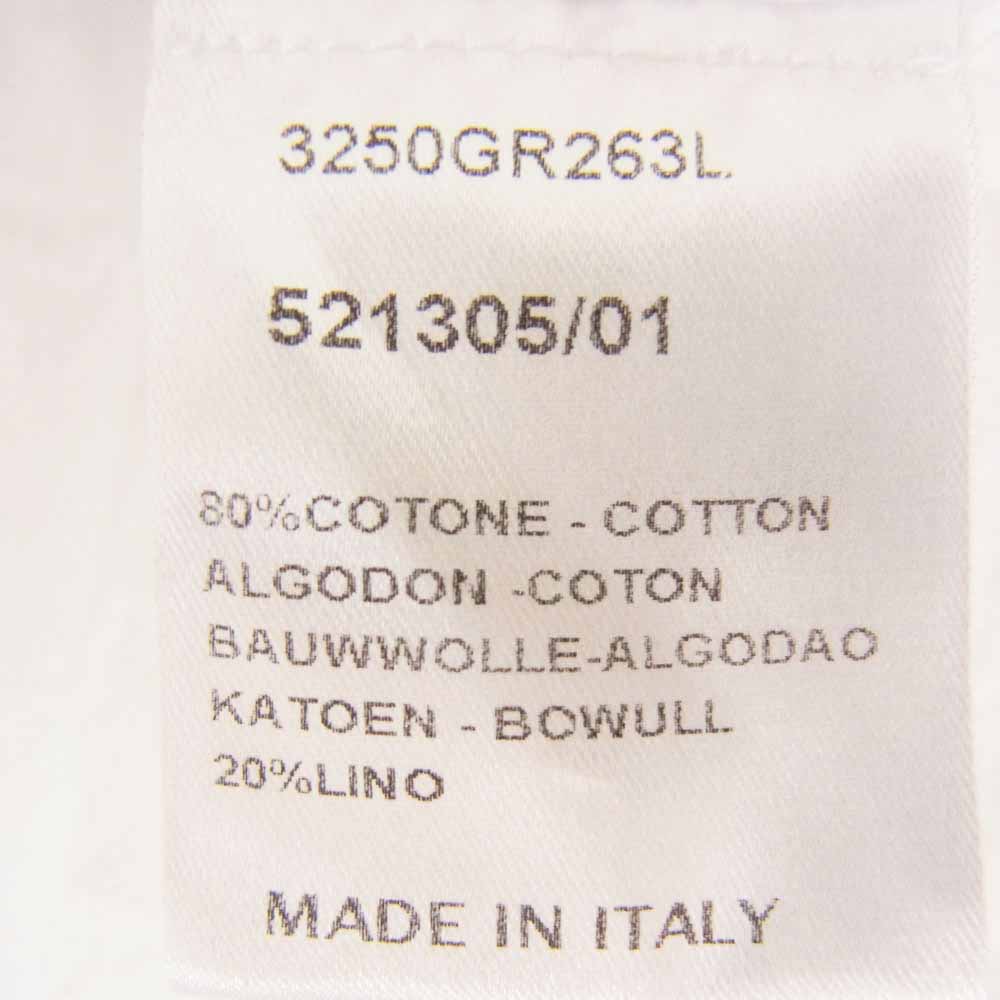 3250GR263L
521305/01
80%COTONE - COTTON
ALGODON -COTON
BAUWWOLLE-ALGODAO
KATOEN - BOWULL
20%LINO
MADE IN ITALY